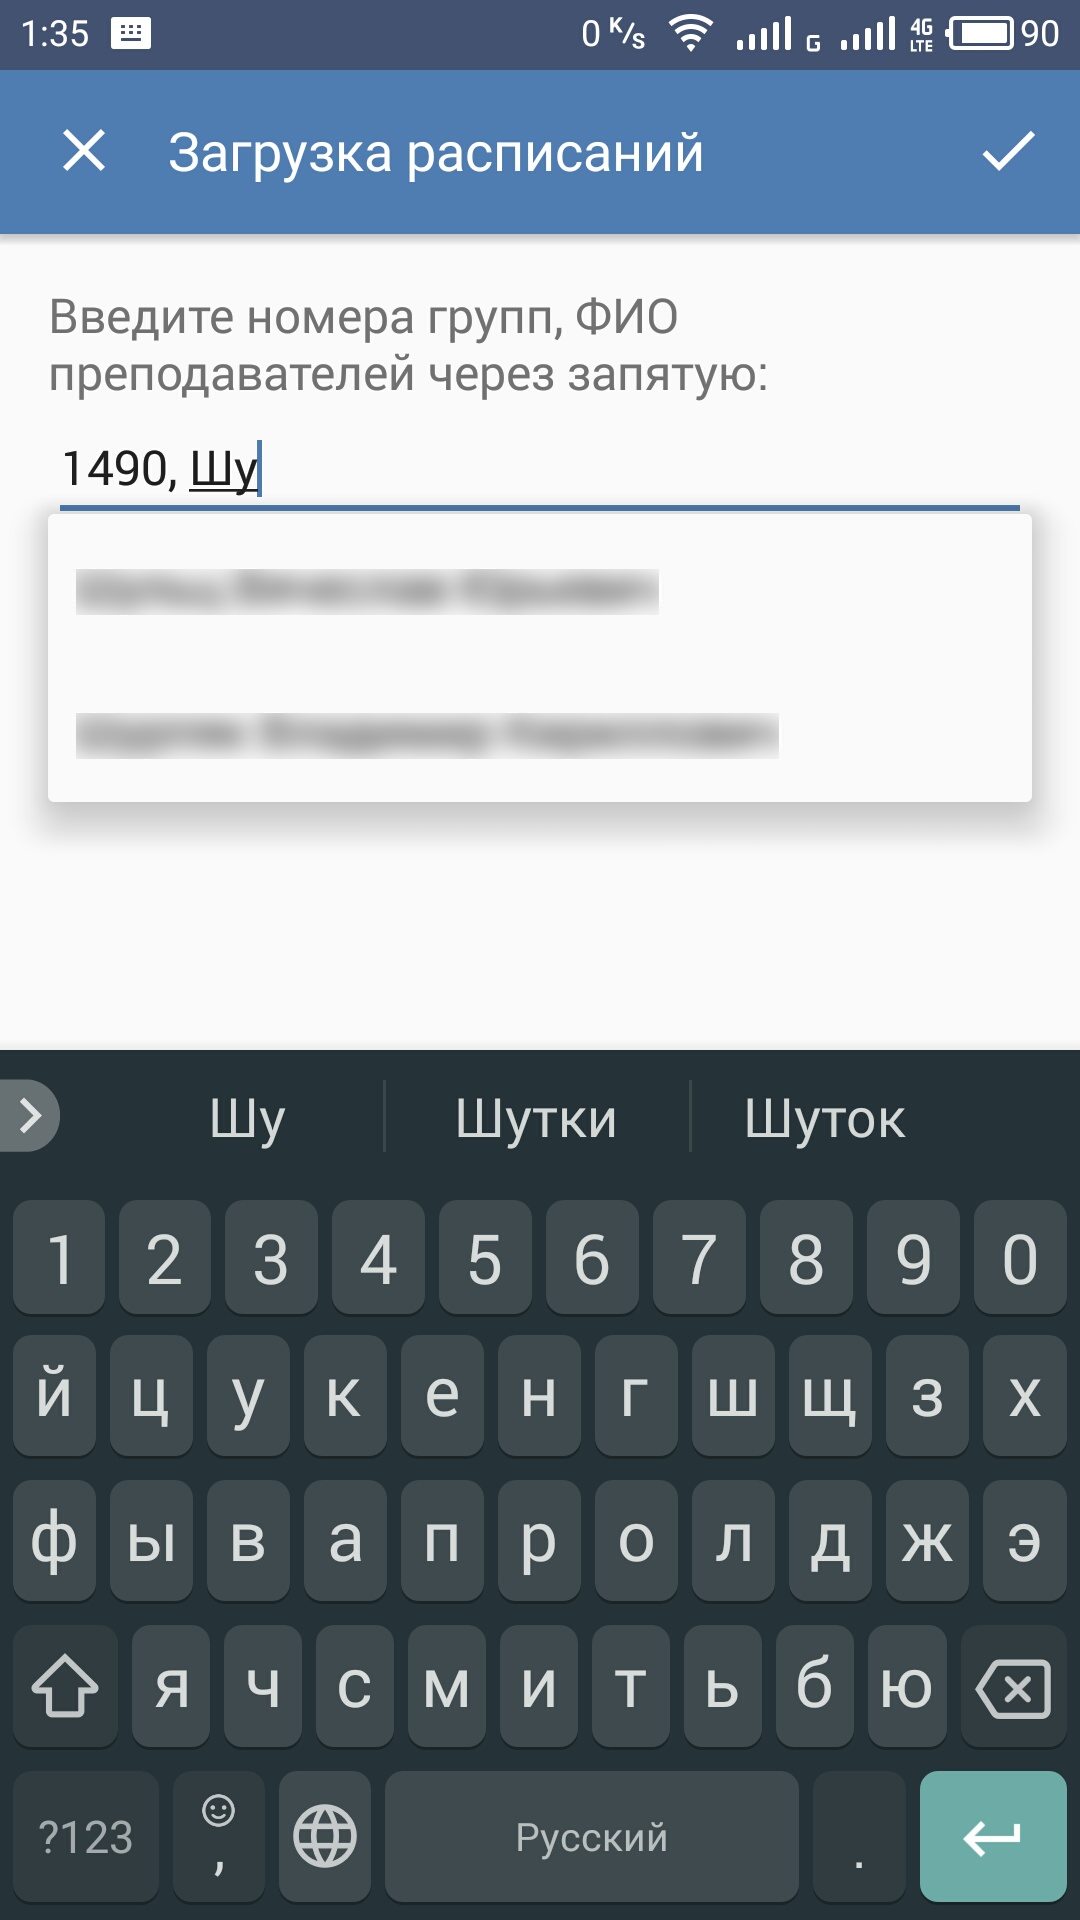 1:35 0 K/s G 4G LTE 90
Загрузка расписаний
Введите номера групп, ФИО
преподавателей через запятую:
1490, Шу
Шу Шутки Шуток
1 2 3 4 5 6 7 8 9 0
й ц у к е н г ш щ з х
ф ы в а п р о л д ж э
я ч с м и т ь б ю
?123 , Русский .